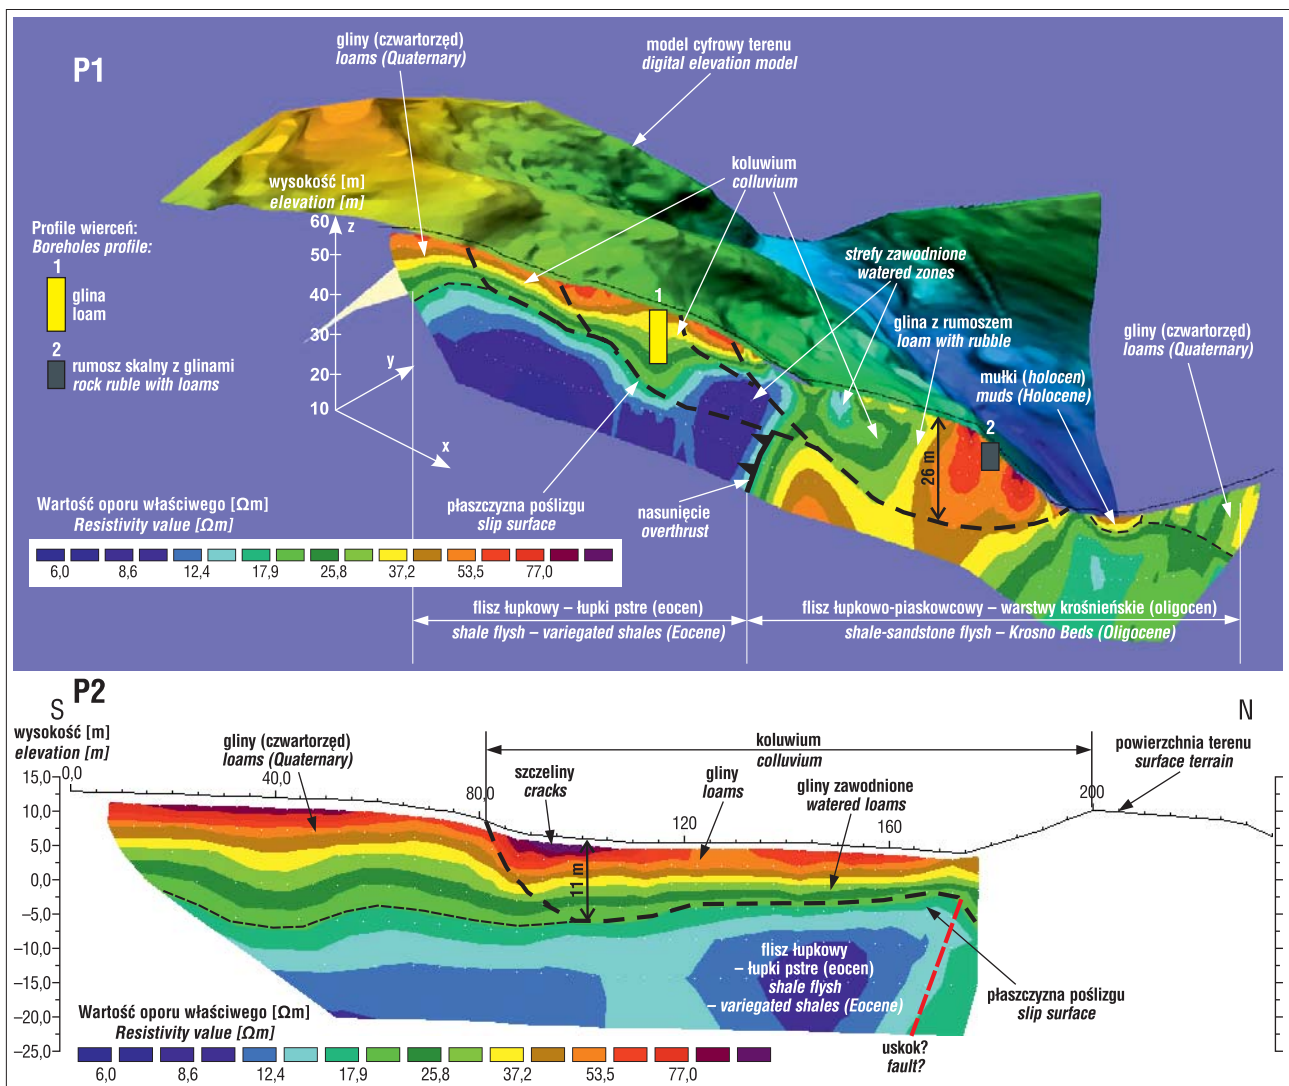 P1
gliny (czwartorzęd)
loams (Quaternary)
model cyfrowy terenu
digital elevation model
koluwium
colluvium
wysokość [m]
elevation [m]
60
z
50
40
30
20
10
y
x
Profile wierceń:
Boreholes profile:
1
glina
loam
2
rumosz skalny z glinami
rock ruble with loams
1
strefy zawodnione
watered zones
glina z rumoszem
loam with rubble
gliny (czwartorzęd)
loams (Quaternary)
mułki (holocen)
muds (Holocene)
2
26 m
płaszczyzna poślizgu
slip surface
nasunięcie
overthrust
Wartość oporu właściwego [Ωm]
Resistivity value [Ωm]
6,0 8,6 12,4 17,9 25,8 37,2 53,5 77,0
flisz łupkowy – łupki pstre (eocen)
shale flysh – variegated shales (Eocene)
flisz łupkowo-piaskowcowy – warstwy krośnieńskie (oligocen)
shale-sandstone flysh – Krosno Beds (Oligocene)
P2
S
N
wysokość [m]
elevation [m]
15,0
10,0
5,0
0,0
–5,0
–10,0
–15,0
–20,0
–25,0
0,0
40,0
80,0
120
160
200
gliny (czwartorzęd)
loams (Quaternary)
koluwium
colluvium
powierzchnia terenu
surface terrain
szczeliny
cracks
gliny
loams
gliny zawodnione
watered loams
11 m
flisz łupkowy
– łupki pstre (eocen)
shale flysh
– variegated shales (Eocene)
płaszczyzna poślizgu
slip surface
uskok?
fault?
Wartość oporu właściwego [Ωm]
Resistivity value [Ωm]
6,0 8,6 12,4 17,9 25,8 37,2 53,5 77,0